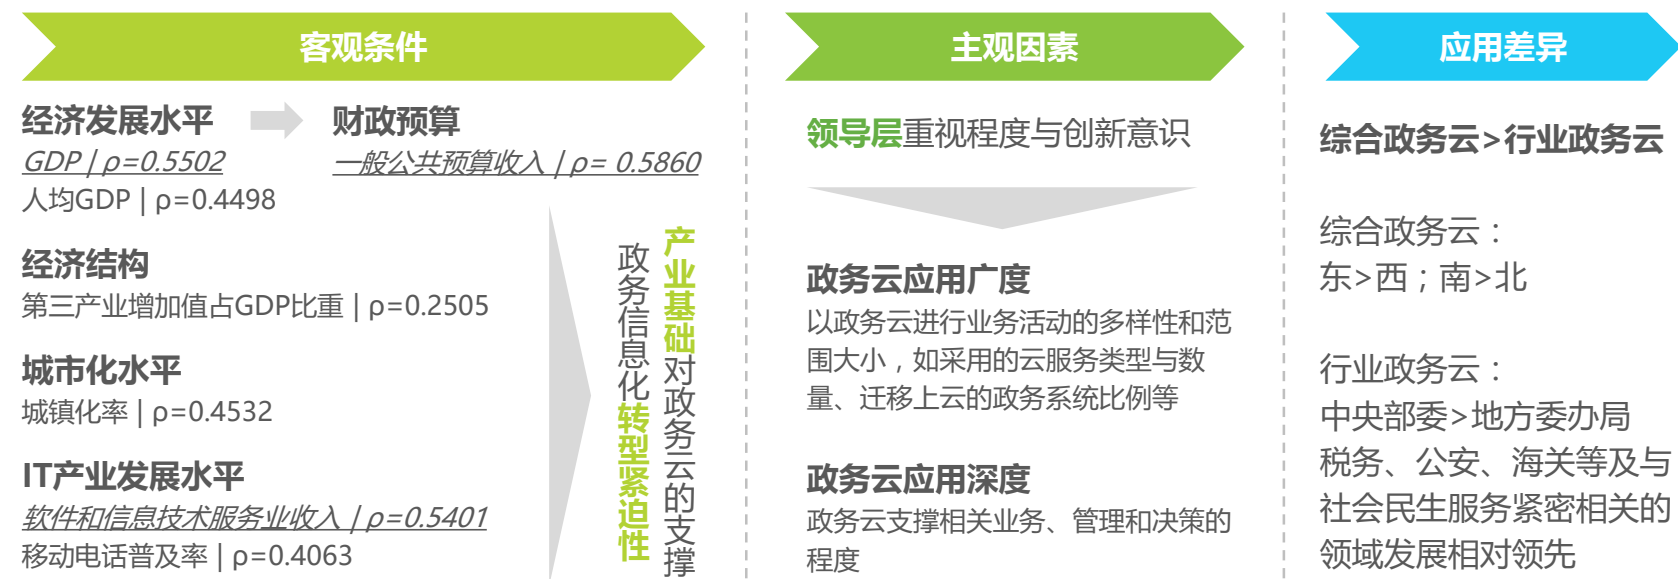 客观条件
经济发展水平
财政预算
GDP | ρ=0.5502
一般公共预算收入 | ρ= 0.5860
人均GDP | ρ=0.4498
经济结构
第三产业增加值占GDP比重 | ρ=0.2505
城市化水平
城镇化率 | ρ=0.4532
IT产业发展水平
软件和信息技术服务业收入 | ρ=0.5401
移动电话普及率 | ρ=0.4063
产业基础对政务云的支撑
政务信息化转型紧迫性
主观因素
领导层重视程度与创新意识
政务云应用广度
以政务云进行业务活动的多样性和范
围大小，如采用的云服务类型与数
量、迁移上云的政务系统比例等
政务云应用深度
政务云支撑相关业务、管理和决策的
程度
应用差异
综合政务云>行业政务云
综合政务云：
东>西；南>北
行业政务云：
中央部委>地方委办局
税务、公安、海关等及与
社会民生服务紧密相关的
领域发展相对领先